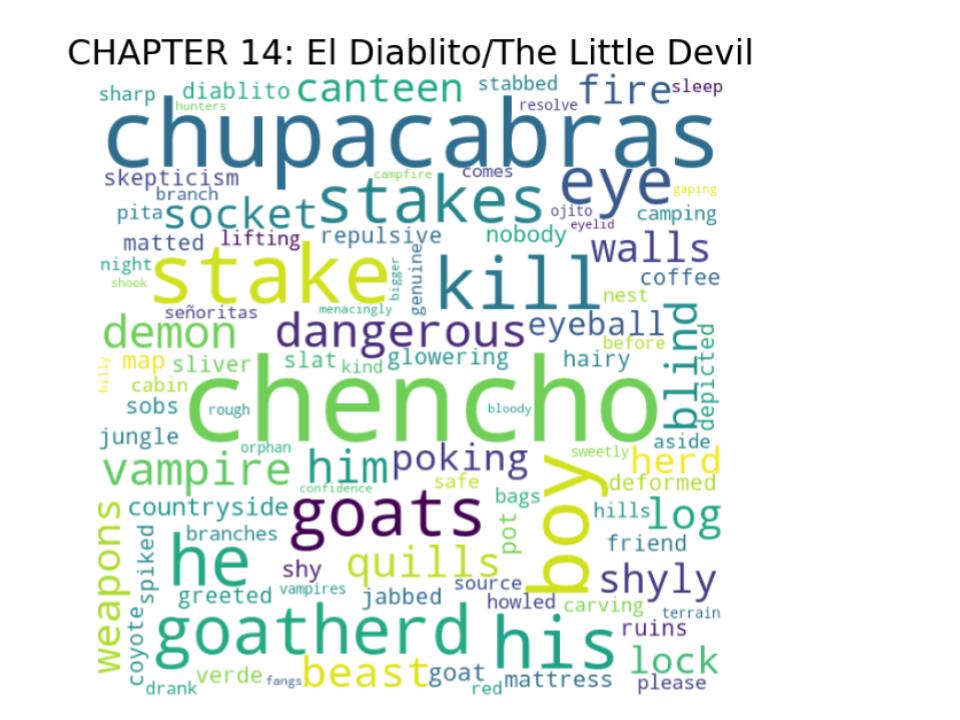 CHAPTER 14: El Diablito/The Little Devil
sharp diablito canteen stabbed fire sleep
hunters resolve
chupacabras
skepticism campfire comes eye gaping
branch
pita socket stakes ojito camping
eyelid
matted lifting repulsive nobody walls
night stake bigger genuine kill coffee
shook nest
señoritas menacingly
demon dangerous eyeball blind depicted
before
billy map sliver slat kind glowering hairy
cabin
chencho
sobs rough bloody
jungle aside
orphan sweetly
vampire him poking boy herd
confidence safe deformed
weapons countryside goats bags hills log
spiked branches pot friend
he shy quills source shyly
greeted vampires jabbed howled carving terrain
coyote goatherd his ruins
lock
verde fangs beast goat mattress please
drank red